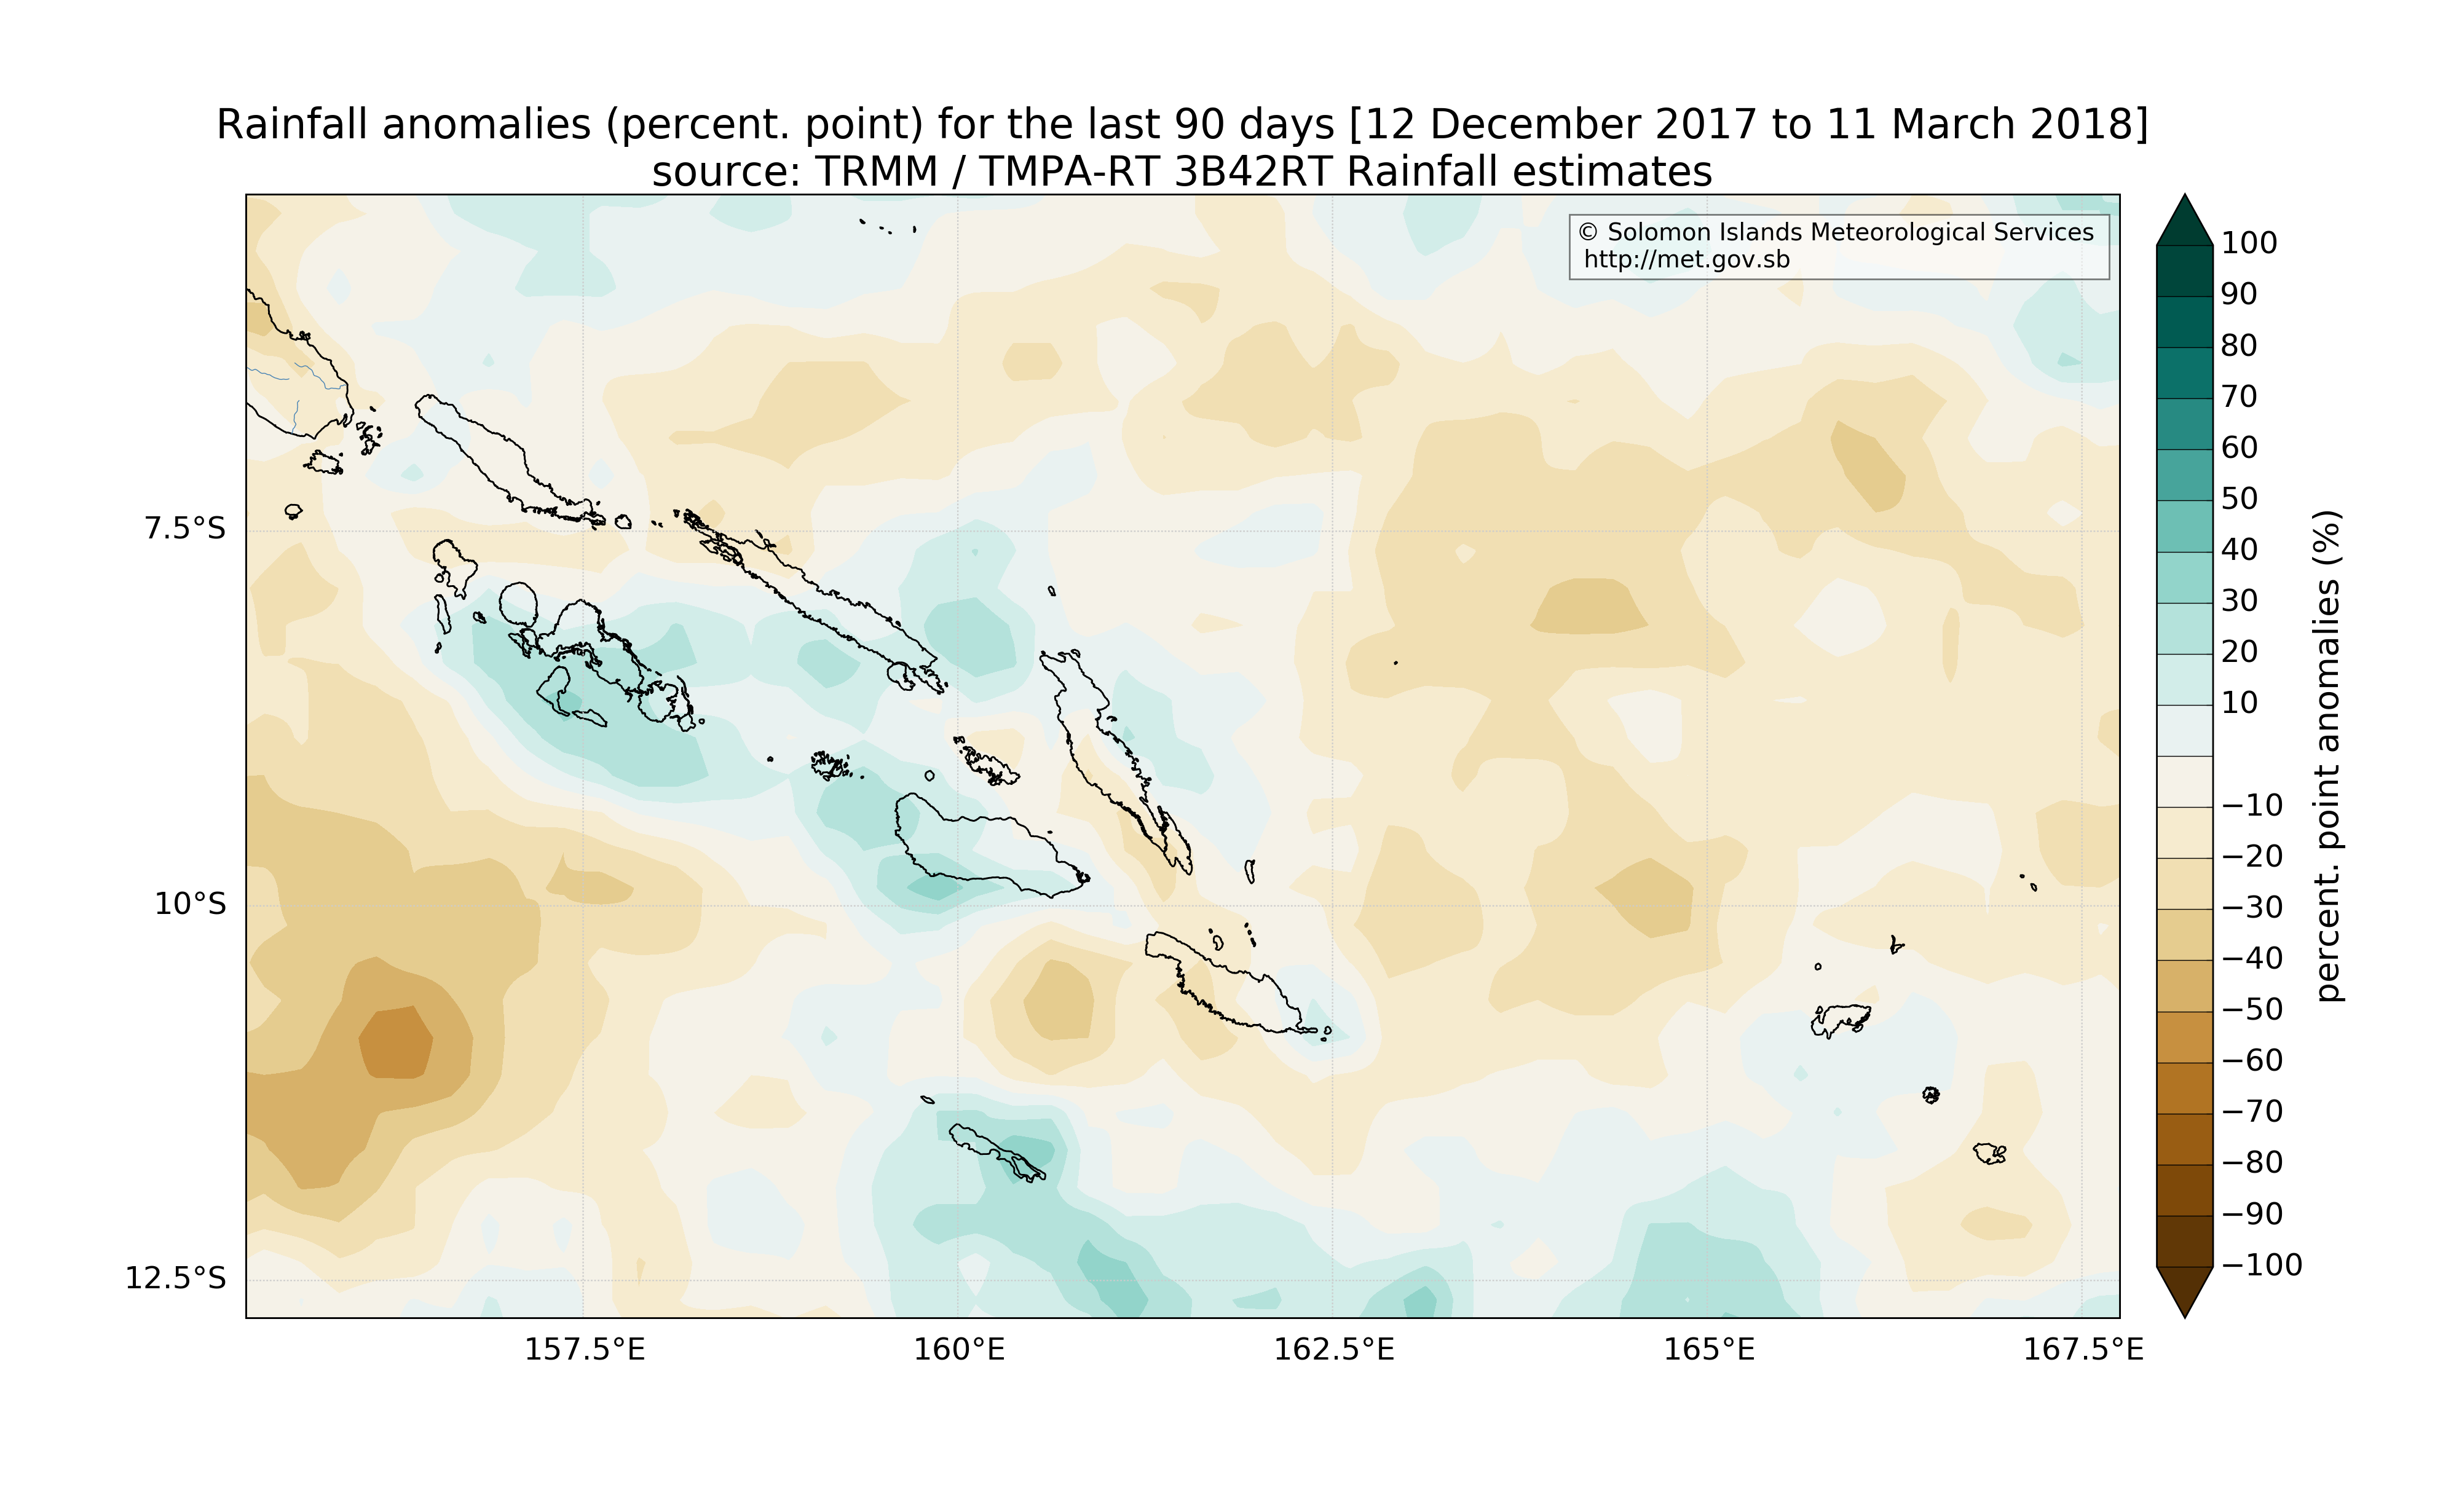 Rainfall anomalies (percent. point) for the last 90 days [12 December 2017 to 11 March 2018]
source: TRMM / TMPA-RT 3B42RT Rainfall estimates
© Solomon Islands Meteorological Services
http://met.gov.sb
7.5°S
10°S
12.5°S
157.5°E
160°E
162.5°E
165°E
167.5°E
100
90
80
70
60
50
40
30
20
10
−10
−20
−30
−40
−50
−60
−70
−80
−90
−100
percent. point anomalies (%)